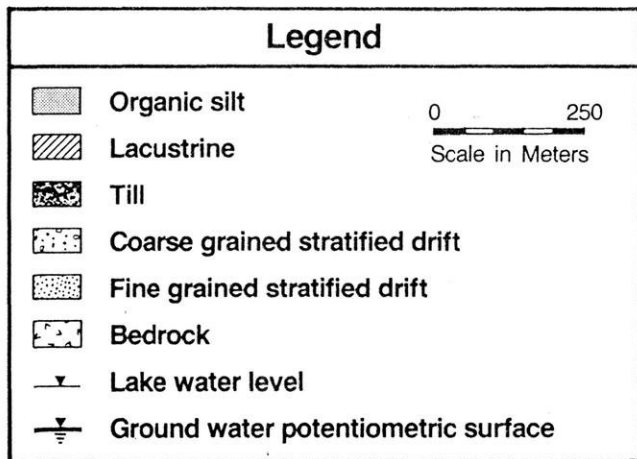 Legend
Organic silt
0 250
Lacustrine
Scale in Meters
Till
Coarse grained stratified drift
Fine grained stratified drift
Bedrock
Lake water level
Ground water potentiometric surface